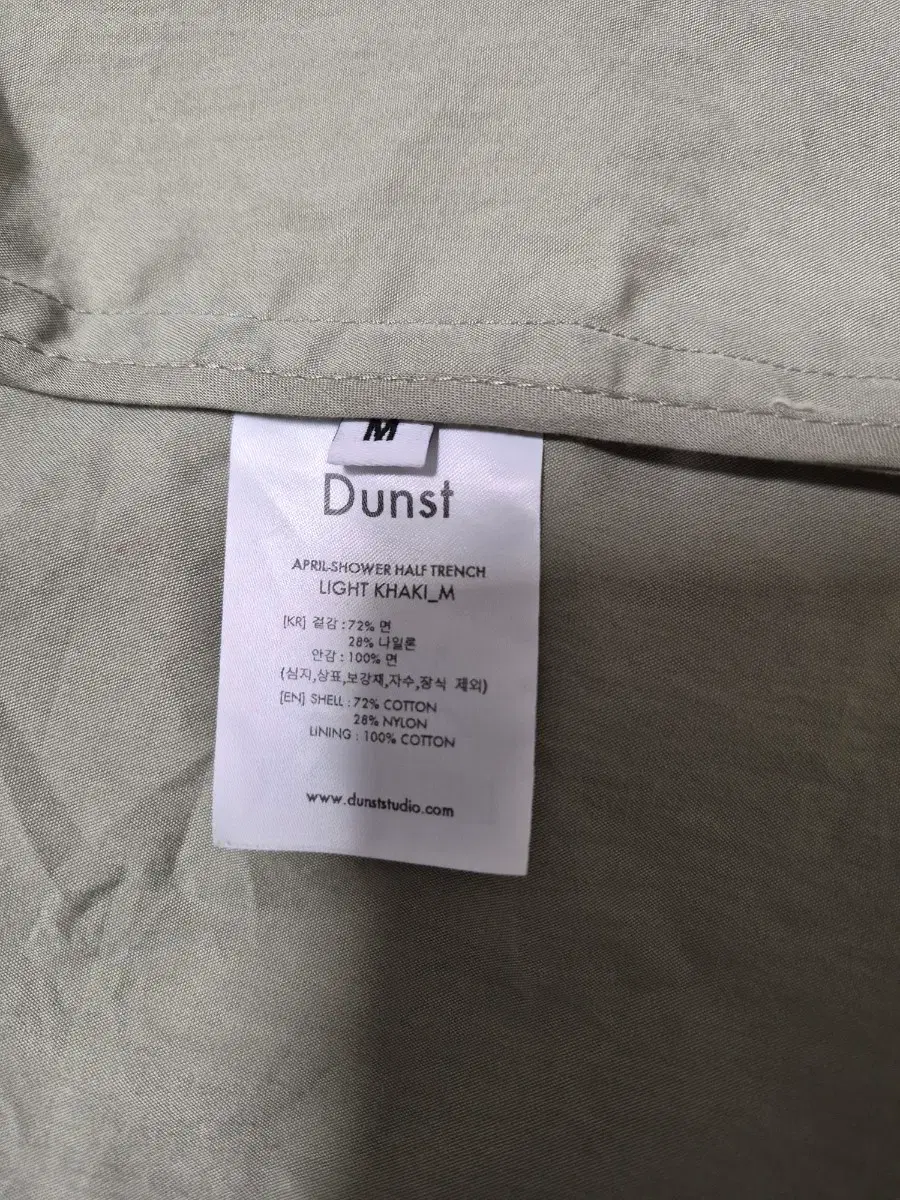 M
Dunst
APRIL-SHOWER HALF TRENCH
LIGHT KHAKI_M
[KR] 겉감 : 72% 면
28% 나일론
안감 : 100% 면
(심지,상표,보강재,자수,장식 제외)
[EN] SHELL : 72% COTTON
28% NYLON
LINING : 100% COTTON
www.dunststudio.com